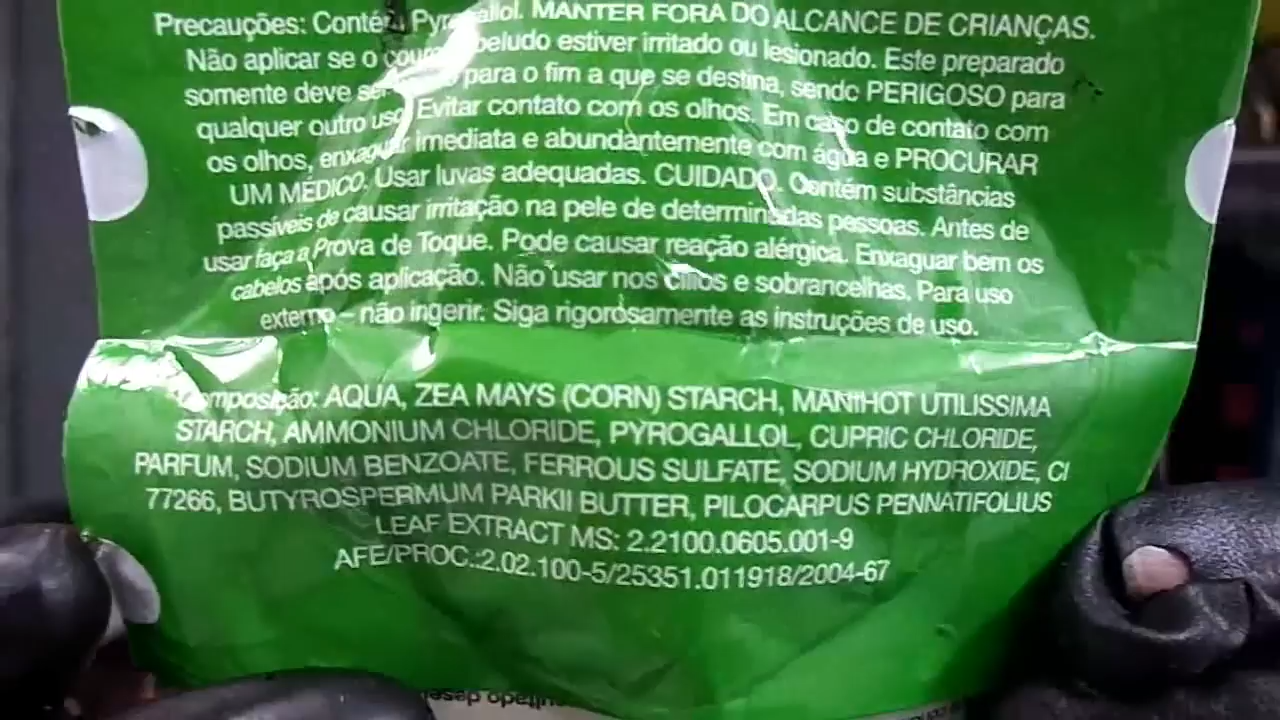 Precauções: Contém Pyrogallol. MANTER FORA DO ALCANCE DE CRIANÇAS.
Não aplicar se o couro cabeludo estiver irritado ou lesionado. Este preparado
somente deve ser para o fim a que se destina, sendo PERIGOSO para
qualquer outro uso. Evitar contato com os olhos. Em caso de contato com
os olhos, enxaguar imediata e abundantemente com água e PROCURAR
UM MÉDICO. Usar luvas adequadas. CUIDADO. Contém substâncias
passíveis de causar irritação na pele de determinadas pessoas. Antes de
usar faça a Prova de Toque. Pode causar reação alérgica. Enxaguar bem os
cabelos após aplicação. Não usar nos cílios e sobrancelhas. Para uso
externo – não ingerir. Siga rigorosamente as instruções de uso.
Composição: AQUA, ZEA MAYS (CORN) STARCH, MANIHOT UTILISSIMA
STARCH, AMMONIUM CHLORIDE, PYROGALLOL, CUPRIC CHLORIDE,
PARFUM, SODIUM BENZOATE, FERROUS SULFATE, SODIUM HYDROXIDE, CI
77266, BUTYROSPERMUM PARKII BUTTER, PILOCARPUS PENNATIFOLIUS
LEAF EXTRACT MS: 2.2100.0605.001-9
AFE/PROC.:2.02.100-5/25351.011918/2004-67